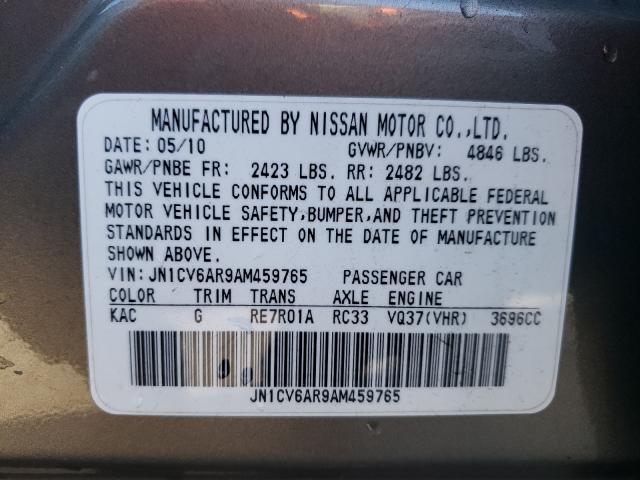 MANUFACTURED BY NISSAN MOTOR CO.,LTD.
DATE: 05/10 GVWR/PNBV: 4846 LBS.
GAWR/PNBE FR: 2423 LBS. RR: 2482 LBS.
THIS VEHICLE CONFORMS TO ALL APPLICABLE FEDERAL
MOTOR VEHICLE SAFETY,BUMPER,AND THEFT PREVENTION
STANDARDS IN EFFECT ON THE DATE OF MANUFACTURE
SHOWN ABOVE.
VIN: JN1CV6AR9AM459765 PASSENGER CAR
COLOR TRIM TRANS AXLE ENGINE
KAC G RE7R01A RC33 VQ37(VHR) 3696CC
JN1CV6AR9AM459765